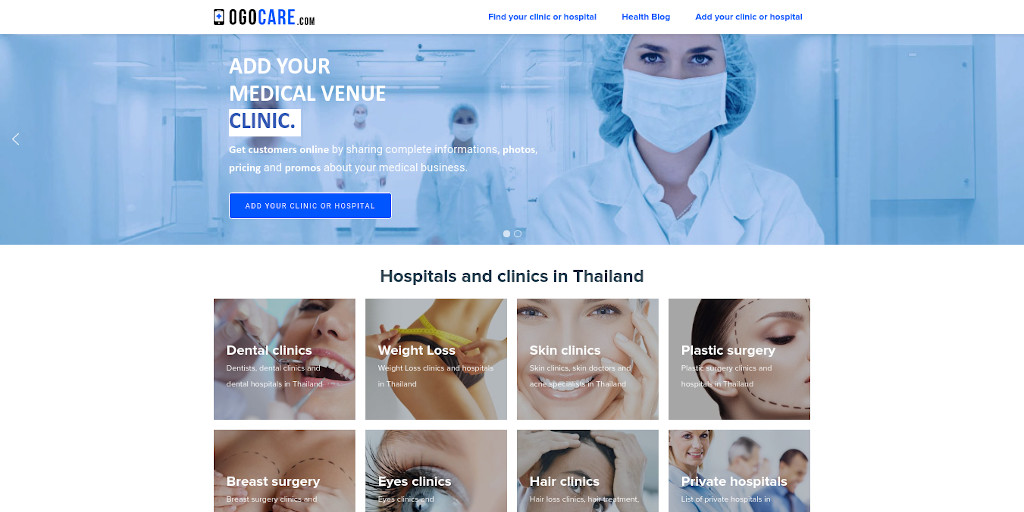 OGOCARE.COM
Find your clinic or hospital
Health Blog
Add your clinic or hospital
ADD YOUR
MEDICAL VENUE
CLINIC.
Get customers online by sharing complete informations, photos,
pricing and promos about your medical business.
ADD YOUR CLINIC OR HOSPITAL
Hospitals and clinics in Thailand
Dental clinics
Dentists, dental clinics and
dental hospitals in Thailand
Weight Loss
Weight Loss clinics and hospitals
in Thailand
Skin clinics
Skin clinics, skin doctors and
acne specialists in Thailand
Plastic surgery
Plastic surgery clinics and
hospitals in Thailand
Breast surgery
Breast surgery clinics and
Eyes clinics
Eyes clinics and
Hair clinics
Hair loss clinics, hair treatment,
Private hospitals
List of private hospitals in